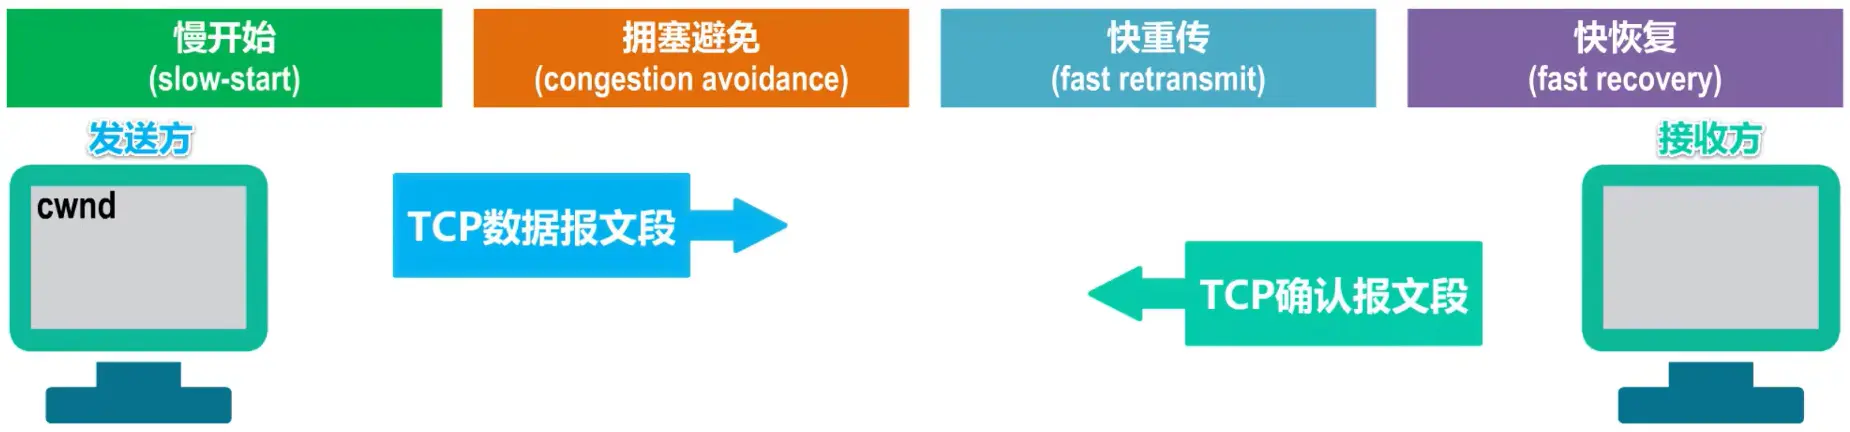 慢开始
(slow-start)
拥塞避免
(congestion avoidance)
快重传
(fast retransmit)
快恢复
(fast recovery)
发送方
接收方
cwnd
TCP数据报文段
TCP确认报文段